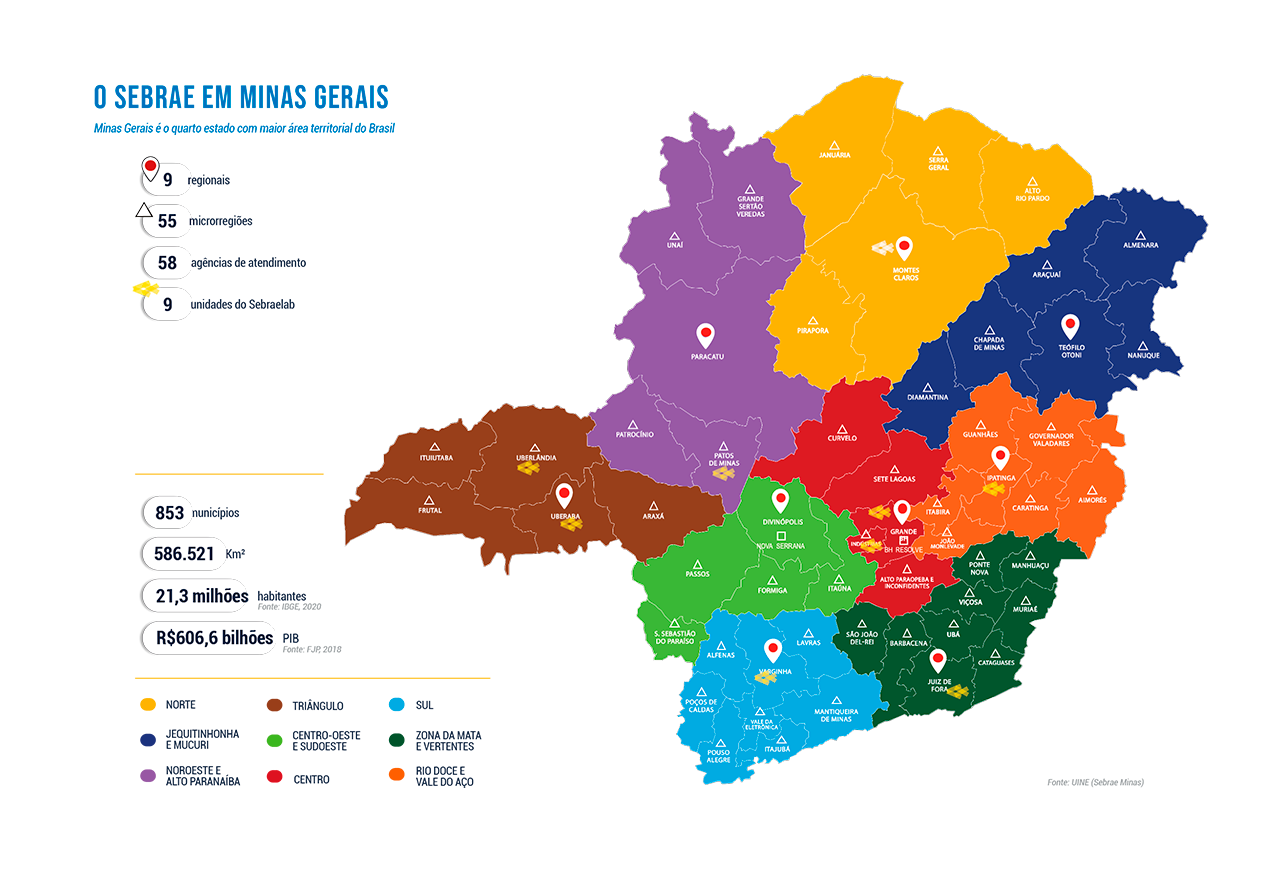 O SEBRAE EM MINAS GERAIS
Minas Gerais é o quarto estado com maior área territorial do Brasil
9 regionais
55 microrregiões
58 agências de atendimento
9 unidades do Sebraelab
853 nunicípios
586.521 Km²
21,3 milhões habitantes
Fonte: IBGE, 2020
R$606,6 bilhões PIB
Fonte: FJP, 2018
NORTE
JEQUITINHONHA
E MUCURI
NOROESTE E
ALTO PARANAÍBA
TRIÂNGULO
CENTRO-OESTE
E SUDOESTE
CENTRO
SUL
ZONA DA MATA
E VERTENTES
RIO DOCE E
VALE DO AÇO
JANUÁRIA
SERRA
GERAL
ALTO
RIO PARDO
MONTES
CLAROS
PIRAPORA
GRANDE
SERTÃO
VEREDAS
UNAÍ
PARACATU
PATROCÍNIO
PATOS
DE MINAS
ALMENARA
ARAÇUAÍ
CHAPADA
DE MINAS
TEÓFILO
OTONI
NANUQUE
DIAMANTINA
ITUIUTABA
UBERLÂNDIA
FRUTAL
UBERABA
ARAXÁ
CURVELO
SETE LAGOAS
GRANDE
BH
BH RESOLVE
INDÚSTRIAS
ALTO PARAOPEBA E
INCONFIDENTES
GUANHÃES
GOVERNADOR
VALADARES
IPATINGA
ITABIRA
CARATINGA
AIMORÉS
JOÃO
MONLEVADE
DIVINÓPOLIS
NOVA SERRANA
PASSOS
FORMIGA
ITAÚNA
S. SEBASTIÃO
DO PARAÍSO
PONTE
NOVA
MANHUAÇU
VIÇOSA
MURIAÉ
SÃO JOÃO
DEL-REI
BARBACENA
UBÁ
CATAGUASES
JUIZ DE
FORA
ALFENAS
LAVRAS
VARGINHA
POÇOS DE
CALDAS
VALE DA
ELETRÔNICA
MANTIQUEIRA
DE MINAS
POUSO
ALEGRE
ITAJUBÁ
Fonte: UINE (Sebrae Minas)